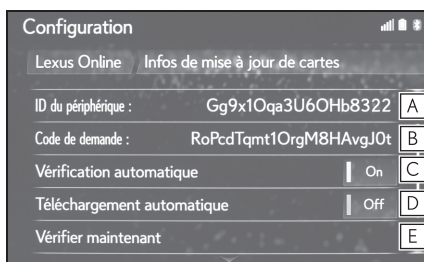 Configuration
Lexus Online Infos de mise à jour de cartes
ID du périphérique : Gg9x1Oqa3U6OHb8322 A
Code de demande : RoPcdTqmt1OrgM8HAvgJ0t B
Vérification automatique On C
Téléchargement automatique Off D
Vérifier maintenant E